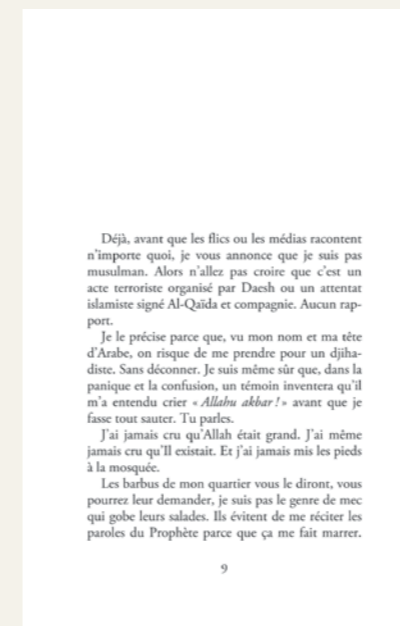 Déjà, avant que les flics ou les médias racontent
n'importe quoi, je vous annonce que je suis pas
musulman. Alors n'allez pas croire que c'est un
acte terroriste organisé par Daesh ou un attentat
islamiste signé Al-Qaïda et compagnie. Aucun rap-
port.
Je le précise parce que, vu mon nom et ma tête
d'Arabe, on risque de me prendre pour un djiha-
diste. Sans déconner. Je suis même sûr que, dans la
panique et la confusion, un témoin inventera qu'il
m'a entendu crier « Allahu akbar ! » avant que je
fasse tout sauter. Tu parles.
J'ai jamais cru qu'Allah était grand. J'ai même
jamais cru qu'Il existait. Et j'ai jamais mis les pieds
à la mosquée.
Les barbus de mon quartier vous le diront, vous
pourrez leur demander, je suis pas le genre de mec
qui gobe leurs salades. Ils évitent de me réciter les
paroles du Prophète parce que ça me fait marrer.
9